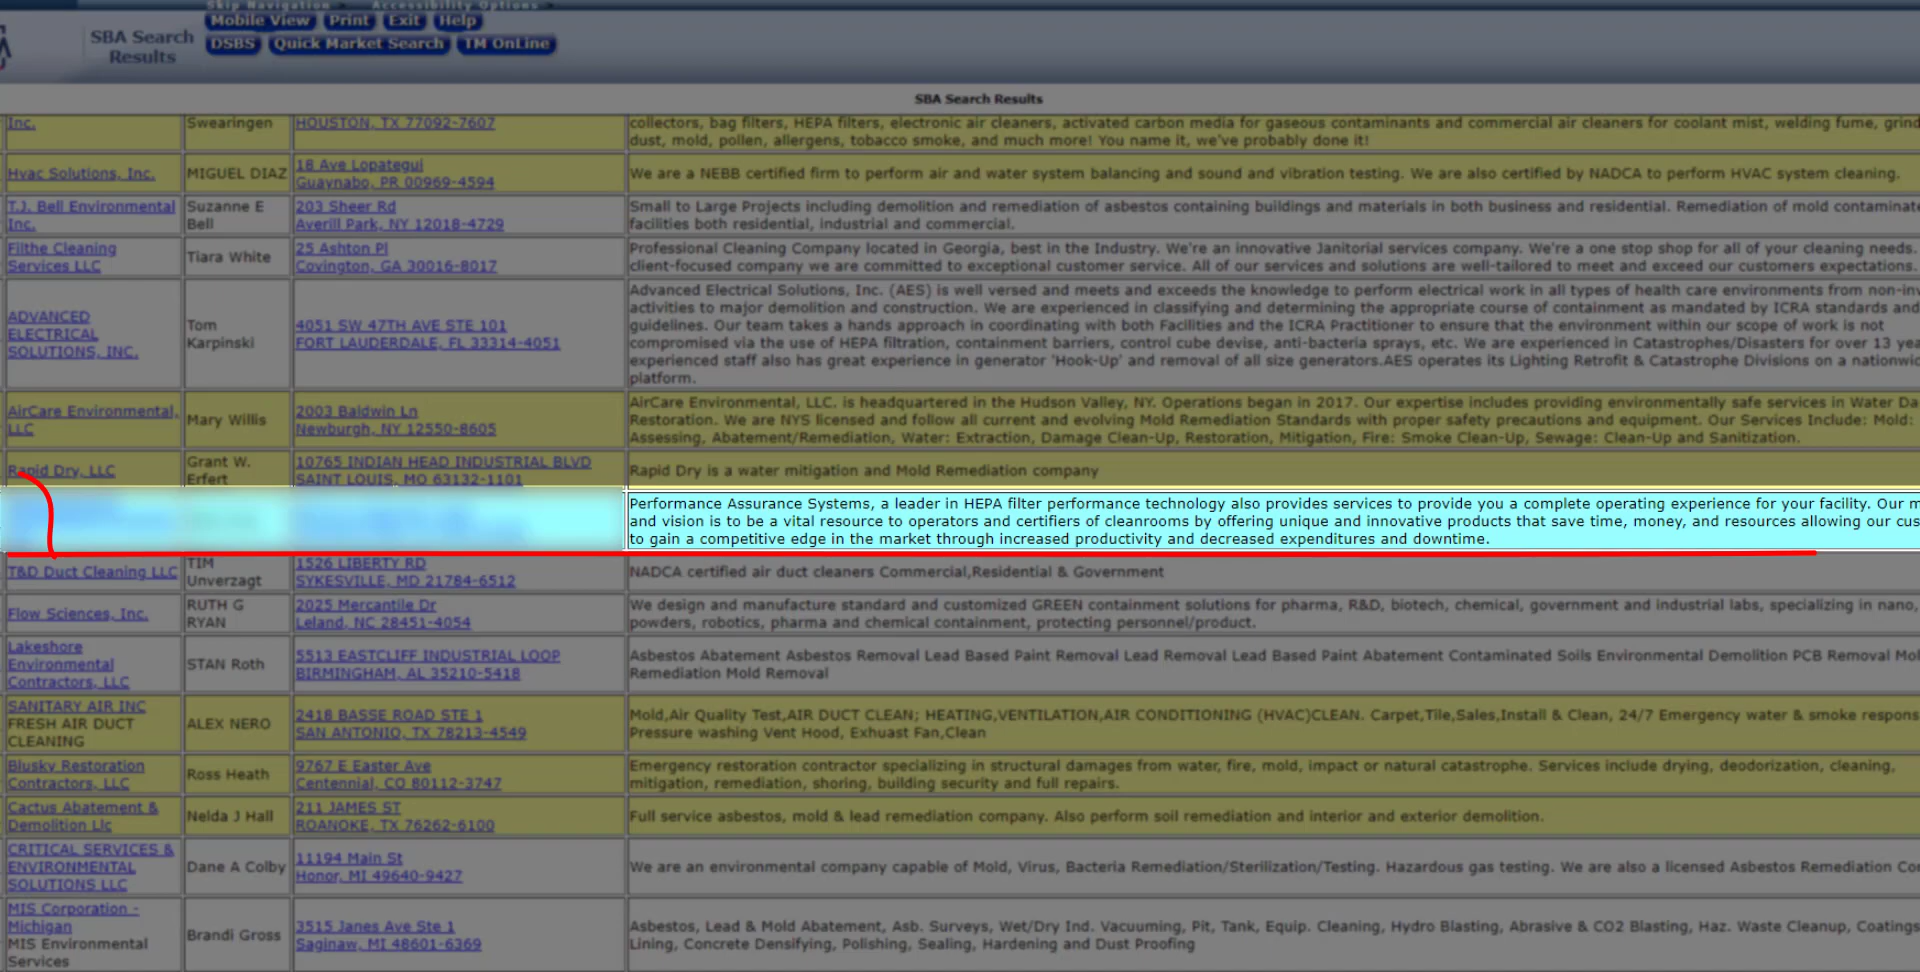 Skip Navigation > Accessibility Options >
Mobile View Print Exit Help
SBA Search
Results
DSBS Quick Market Search TM OnLine
SBA Search Results
Inc.
Swearingen
HOUSTON, TX 77092-7607
collectors, bag filters, HEPA filters, electronic air cleaners, activated carbon media for gaseous contaminants and commercial air cleaners for coolant mist, welding fume, grind
dust, mold, pollen, allergens, tobacco smoke, and much more! You name it, we've probably done it!
Hvac Solutions, Inc.
MIGUEL DIAZ
18 Ave Lopategui
Guaynabo, PR 00969-4594
We are a NEBB certified firm to perform air and water system balancing and sound and vibration testing. We are also certified by NADCA to perform HVAC system cleaning.
T.J. Bell Environmental
Inc.
Suzanne E
Bell
203 Sheer Rd
Averill Park, NY 12018-4729
Small to Large Projects including demolition and remediation of asbestos containing buildings and materials in both business and residential. Remediation of mold contaminate
facilities both residential, industrial and commercial.
Filthe Cleaning
Services LLC
Tiara White
25 Ashton Pl
Covington, GA 30016-8017
Professional Cleaning Company located in Georgia, best in the Industry. We're an innovative Janitorial services company. We're a one stop shop for all of your cleaning needs.
client-focused company we are committed to exceptional customer service. All of our services and solutions are well-tailored to meet and exceed our customers expectations.
ADVANCED
ELECTRICAL
SOLUTIONS, INC.
Tom
Karpinski
4051 SW 47TH AVE STE 101
FORT LAUDERDALE, FL 33314-4051
Advanced Electrical Solutions, Inc. (AES) is well versed and meets and exceeds the knowledge to perform electrical work in all types of health care environments from non-inv
activities to major demolition and construction. We are experienced in classifying and determining the appropriate course of containment as mandated by ICRA standards and
guidelines. Our team takes a hands approach in coordinating with both Facilities and the ICRA Practitioner to ensure that the environment within our scope of work is not
compromised via the use of HEPA filtration, containment barriers, control cube devise, anti-bacteria sprays, etc. We are experienced in Catastrophes/Disasters for over 13 yea
experienced staff also has great experience in generator 'Hook-Up' and removal of all size generators.AES operates its Lighting Retrofit & Catastrophe Divisions on a nationwid
platform.
AirCare Environmental,
LLC
Mary Willis
2003 Baldwin Ln
Newburgh, NY 12550-8605
AirCare Environmental, LLC. is headquartered in the Hudson Valley, NY. Operations began in 2017. Our expertise includes providing environmentally safe services in Water Da
Restoration. We are NYS licensed and follow all current and evolving Mold Remediation Standards with proper safety precautions and equipment. Our Services Include: Mold:
Assessing, Abatement/Remediation, Water: Extraction, Damage Clean-Up, Restoration, Mitigation, Fire: Smoke Clean-Up, Sewage: Clean-Up and Sanitization.
Rapid Dry, LLC
Grant W.
Erfert
10765 INDIAN HEAD INDUSTRIAL BLVD
SAINT LOUIS, MO 63132-1101
Rapid Dry is a water mitigation and Mold Remediation company
Performance Assurance Systems, a leader in HEPA filter performance technology also provides services to provide you a complete operating experience for your facility. Our m
and vision is to be a vital resource to operators and certifiers of cleanrooms by offering unique and innovative products that save time, money, and resources allowing our cus
to gain a competitive edge in the market through increased productivity and decreased expenditures and downtime.
T&D Duct Cleaning LLC
TIM
Unverzagt
1526 LIBERTY RD
SYKESVILLE, MD 21784-6512
NADCA certified air duct cleaners Commercial,Residential & Government
Flow Sciences, Inc.
RUTH G
RYAN
2025 Mercantile Dr
Leland, NC 28451-4054
We design and manufacture standard and customized GREEN containment solutions for pharma, R&D, biotech, chemical, government and industrial labs, specializing in nano,
powders, robotics, pharma and chemical containment, protecting personnel/product.
Lakeshore
Environmental
Contractors, LLC
STAN Roth
5513 EASTCLIFF INDUSTRIAL LOOP
BIRMINGHAM, AL 35210-5418
Asbestos Abatement Asbestos Removal Lead Based Paint Removal Lead Removal Lead Based Paint Abatement Contaminated Soils Environmental Demolition PCB Removal Mol
Remediation Mold Removal
SANITARY AIR INC
FRESH AIR DUCT
CLEANING
ALEX NERO
2418 BASSE ROAD STE 1
SAN ANTONIO, TX 78213-4549
Mold,Air Quality Test,AIR DUCT CLEAN; HEATING,VENTILATION,AIR CONDITIONING (HVAC)CLEAN. Carpet,Tile,Sales,Install & Clean, 24/7 Emergency water & smoke respons
Pressure washing Vent Hood, Exhuast Fan,Clean
Blusky Restoration
Contractors, LLC
Ross Heath
9767 E Easter Ave
Centennial, CO 80112-3747
Emergency restoration contractor specializing in structural damages from water, fire, mold, impact or natural catastrophe. Services include drying, deodorization, cleaning,
mitigation, remediation, shoring, building security and full repairs.
Cactus Abatement &
Demolition Llc
Nelda J Hall
211 JAMES ST
ROANOKE, TX 76262-6100
Full service asbestos, mold & lead remediation company. Also perform soil remediation and interior and exterior demolition.
CRITICAL SERVICES &
ENVIRONMENTAL
SOLUTIONS LLC
Dane A Colby
11194 Main St
Honor, MI 49640-9427
We are an environmental company capable of Mold, Virus, Bacteria Remediation/Sterilization/Testing. Hazardous gas testing. We are also a licensed Asbestos Remediation Co
MIS Corporation -
Michigan
MIS Environmental
Services
Brandi Gross
3515 Janes Ave Ste 1
Saginaw, MI 48601-6369
Asbestos, Lead & Mold Abatement, Asb. Surveys, Wet/Dry Ind. Vacuuming, Pit, Tank, Equip. Cleaning, Hydro Blasting, Abrasive & CO2 Blasting, Haz. Waste Cleanup, Coatings
Lining, Concrete Densifying, Polishing, Sealing, Hardening and Dust Proofing